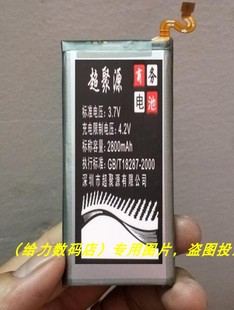 超聚源
商务
电池
标准电压: 3.7V
充电限制电压: 4.2V
标称容量: 2800mAh
执行标准: GB/T18287-2000
深圳市超聚源有限公司
（给力数码店）专用图片，盗图投